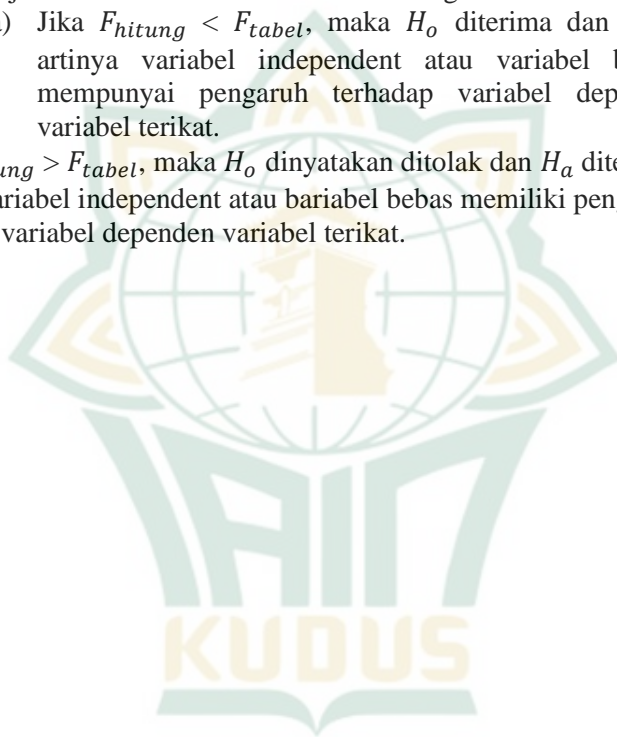 ) Jika F_hitung < F_tabel, maka H_o diterima dan
artinya variabel independent atau variabel
mempunyai pengaruh terhadap variabel
variabel terikat.
> F_tabel, maka H_o dinyatakan ditolak dan H_a
independent atau bariabel bebas memiliki
variabel dependen variabel terikat.
IAIN
KUDUS